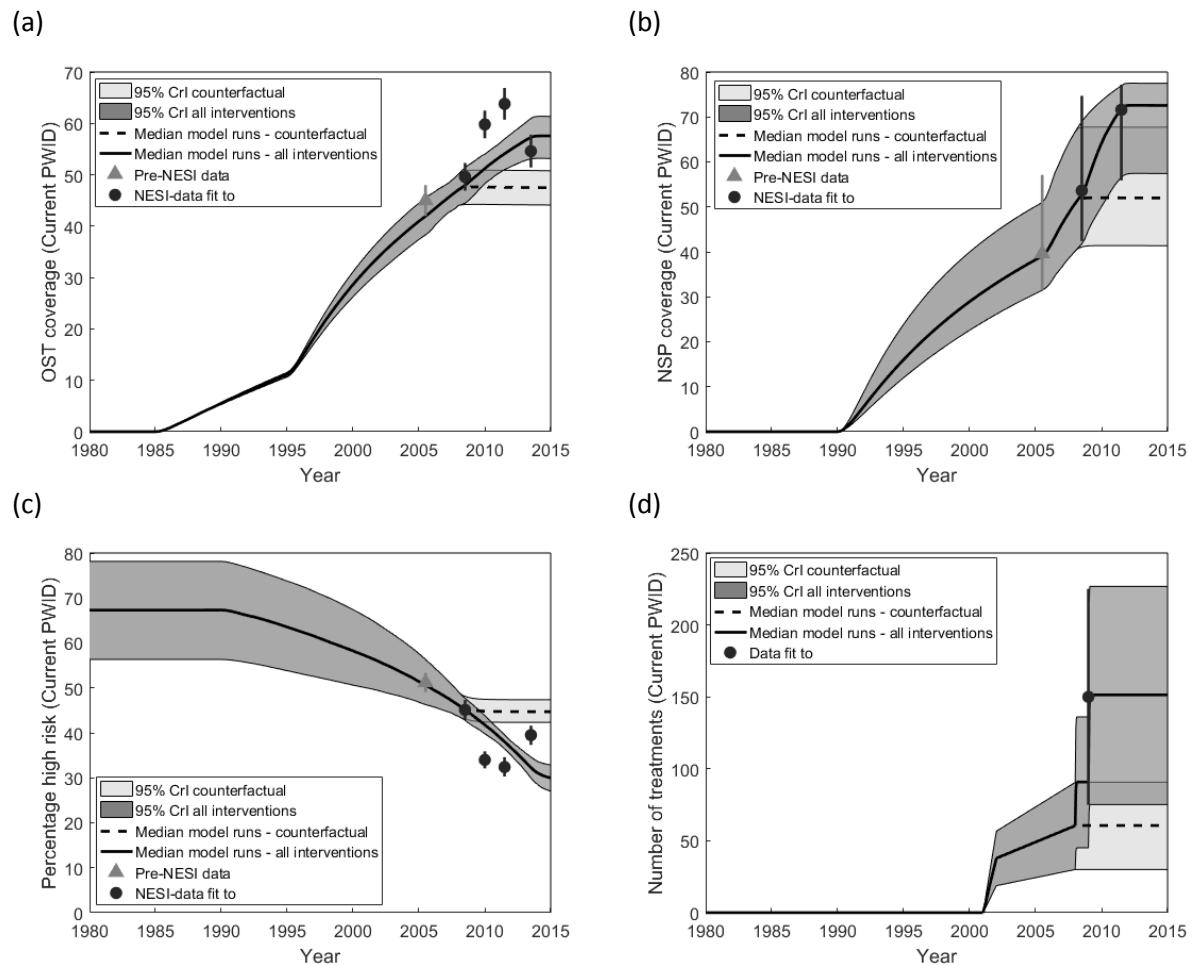 (a)
OST coverage (Current PWID)
70
60
50
40
30
20
10
0
95% CrI counterfactual
95% CrI all interventions
Median model runs - counterfactual
Median model runs - all interventions
Pre-NESI data
NESI-data fit to
1980 1985 1990 1995 2000 2005 2010 2015
Year
(b)
NSP coverage (Current PWID)
80
70
60
50
40
30
20
10
0
95% CrI counterfactual
95% CrI all interventions
Median model runs - counterfactual
Median model runs - all interventions
Pre-NESI data
NESI-data fit to
1980 1985 1990 1995 2000 2005 2010 2015
Year
(c)
Percentage high risk (Current PWID)
80
70
60
50
40
30
20
10
0
95% CrI counterfactual
95% CrI all interventions
Median model runs - counterfactual
Median model runs - all interventions
Pre-NESI data
NESI-data fit to
1980 1985 1990 1995 2000 2005 2010 2015
Year
(d)
Number of treatments (Current PWID)
250
200
150
100
50
0
95% CrI counterfactual
95% CrI all interventions
Median model runs - counterfactual
Median model runs - all interventions
Data fit to
1980 1985 1990 1995 2000 2005 2010 2015
Year